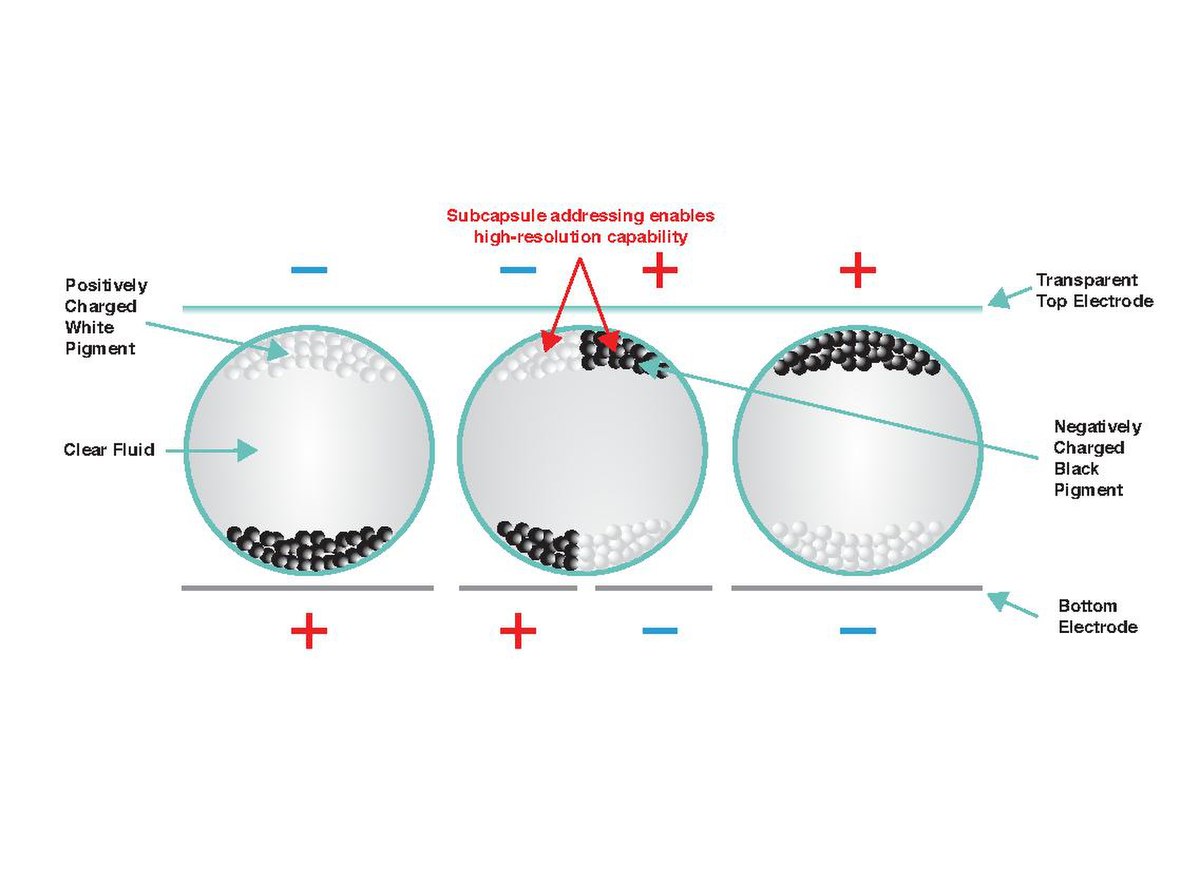 Subcapsule addressing enables
high-resolution capability
− − + +
Positively
Charged
White
Pigment
Transparent
Top Electrode
Clear Fluid
Negatively
Charged
Black
Pigment
Bottom
Electrode
+ + − −